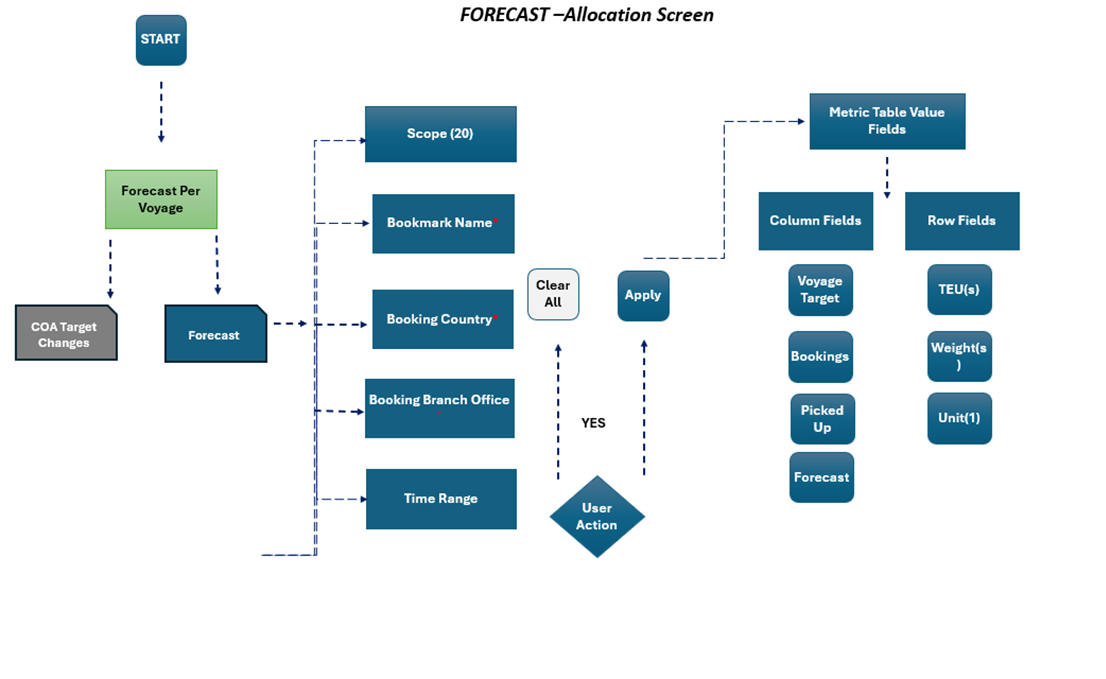 FORECAST –Allocation Screen
START
Forecast Per
Voyage
COA Target
Changes
Forecast
Scope (20)
Bookmark Name*
Booking Country*
Booking Branch Office
*
Time Range
Clear
All
Apply
YES
User
Action
Metric Table Value
Fields
Column Fields
Row Fields
Voyage
Target
Bookings
Picked
Up
Forecast
TEU(s)
Weight(s
)
Unit(1)